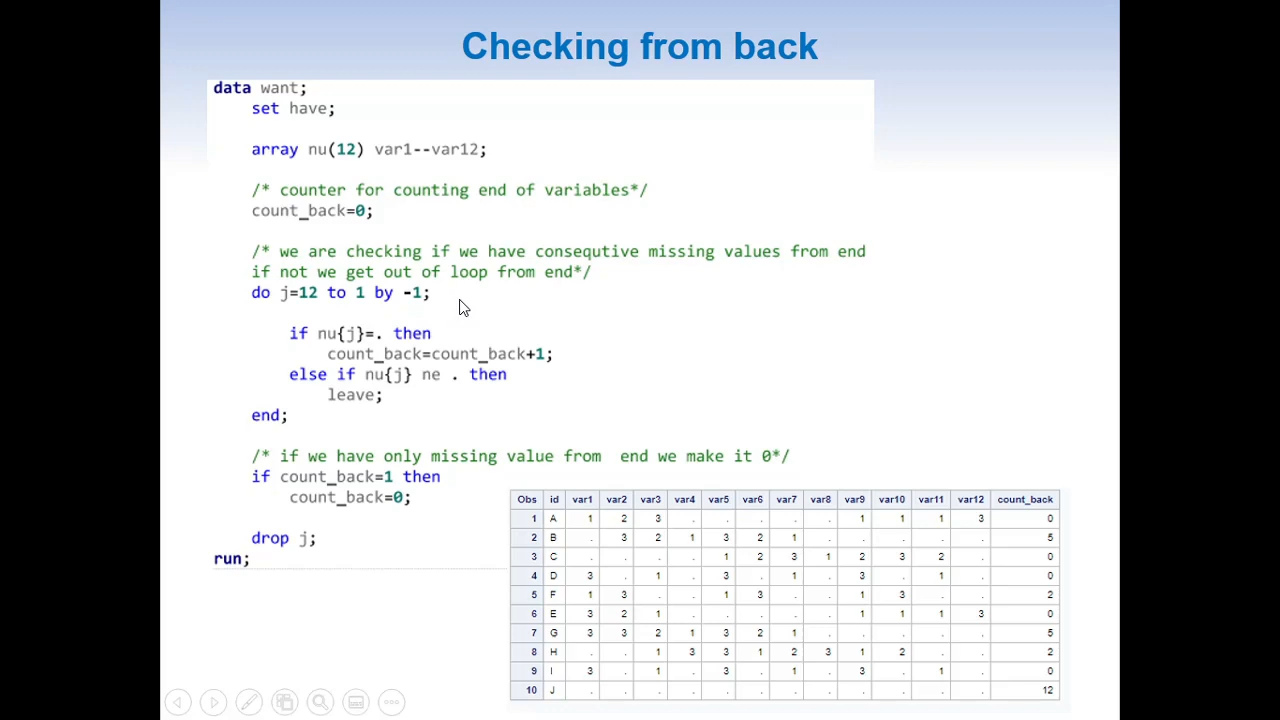 Checking from back
data want;
set have;
array nu(12) var1--var12;
/* counter for counting end of variables*/
count_back=0;
/* we are checking if we have consequtive missing values from end
if not we get out of loop from end*/
do j=12 to 1 by -1;
if nu{j}=. then
count_back=count_back+1;
else if nu{j} ne . then
leave;
end;
/* if we have only missing value from  end we make it 0*/
if count_back=1 then
count_back=0;
drop j;
run;
Obs id var1 var2 var3 var4 var5 var6 var7 var8 var9 var10 var11 var12 count_back
1 A 1 2 3 . . . . . 1 1 1 3 0
2 B . 3 2 1 3 2 1 . . . . . 5
3 C . . . . 1 2 3 1 2 3 2 . 0
4 D 3 . 1 . 3 . 1 . 3 . 1 . 0
5 F 1 3 . . 1 3 . . 1 3 . . 2
6 E 3 2 1 . . . . . 1 1 1 3 0
7 G 3 3 2 1 3 2 1 . . . . . 5
8 H . . 1 3 3 1 2 3 1 2 . . 2
9 I 3 . 1 . 3 . 1 . 3 . 1 . 0
10 J . . . . . . . . . . . . 12